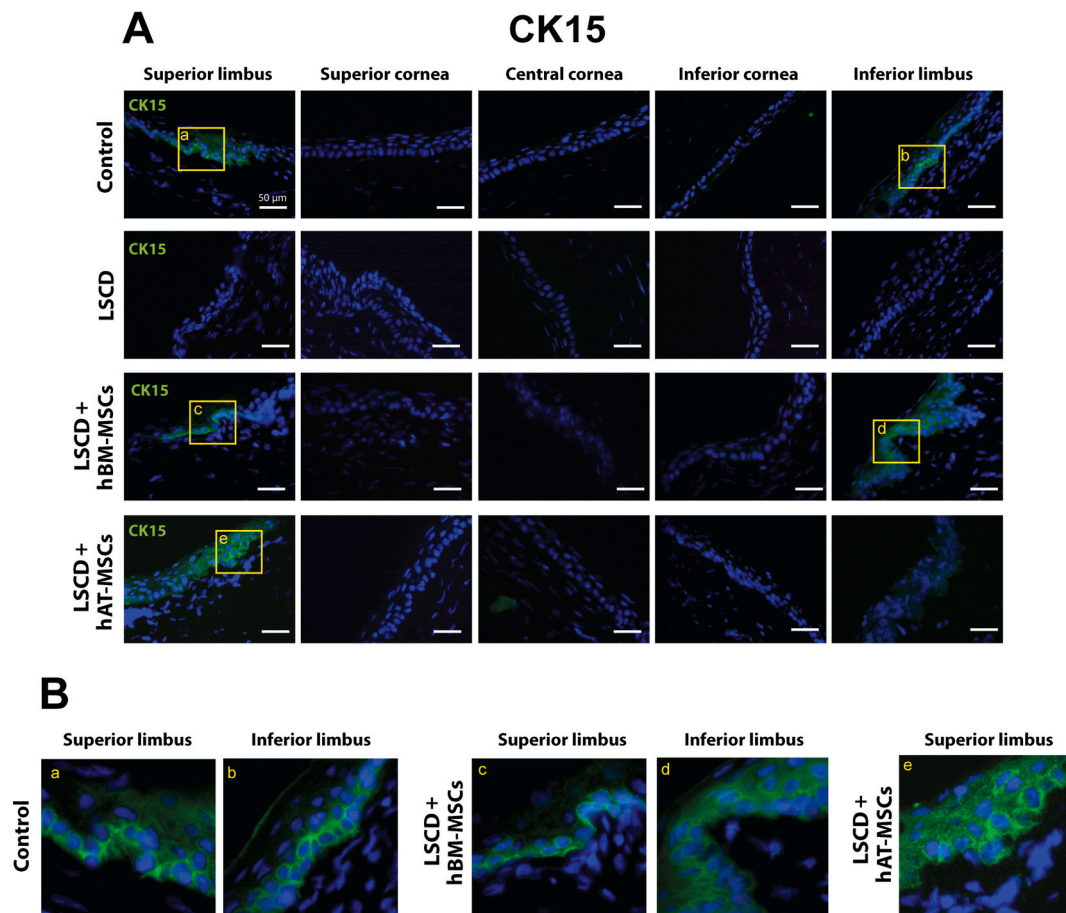 A
CK15
Superior limbus Superior cornea Central cornea Inferior cornea Inferior limbus
Control
CK15
a
50 µm
b
LSCD
CK15
LSCD +
hBM-MSCs
CK15
c
d
LSCD +
hAT-MSCs
CK15
e
B
Superior limbus Inferior limbus Superior limbus Inferior limbus Superior limbus
Control
a
b
LSCD +
hBM-MSCs
c
d
LSCD +
hAT-MSCs
e